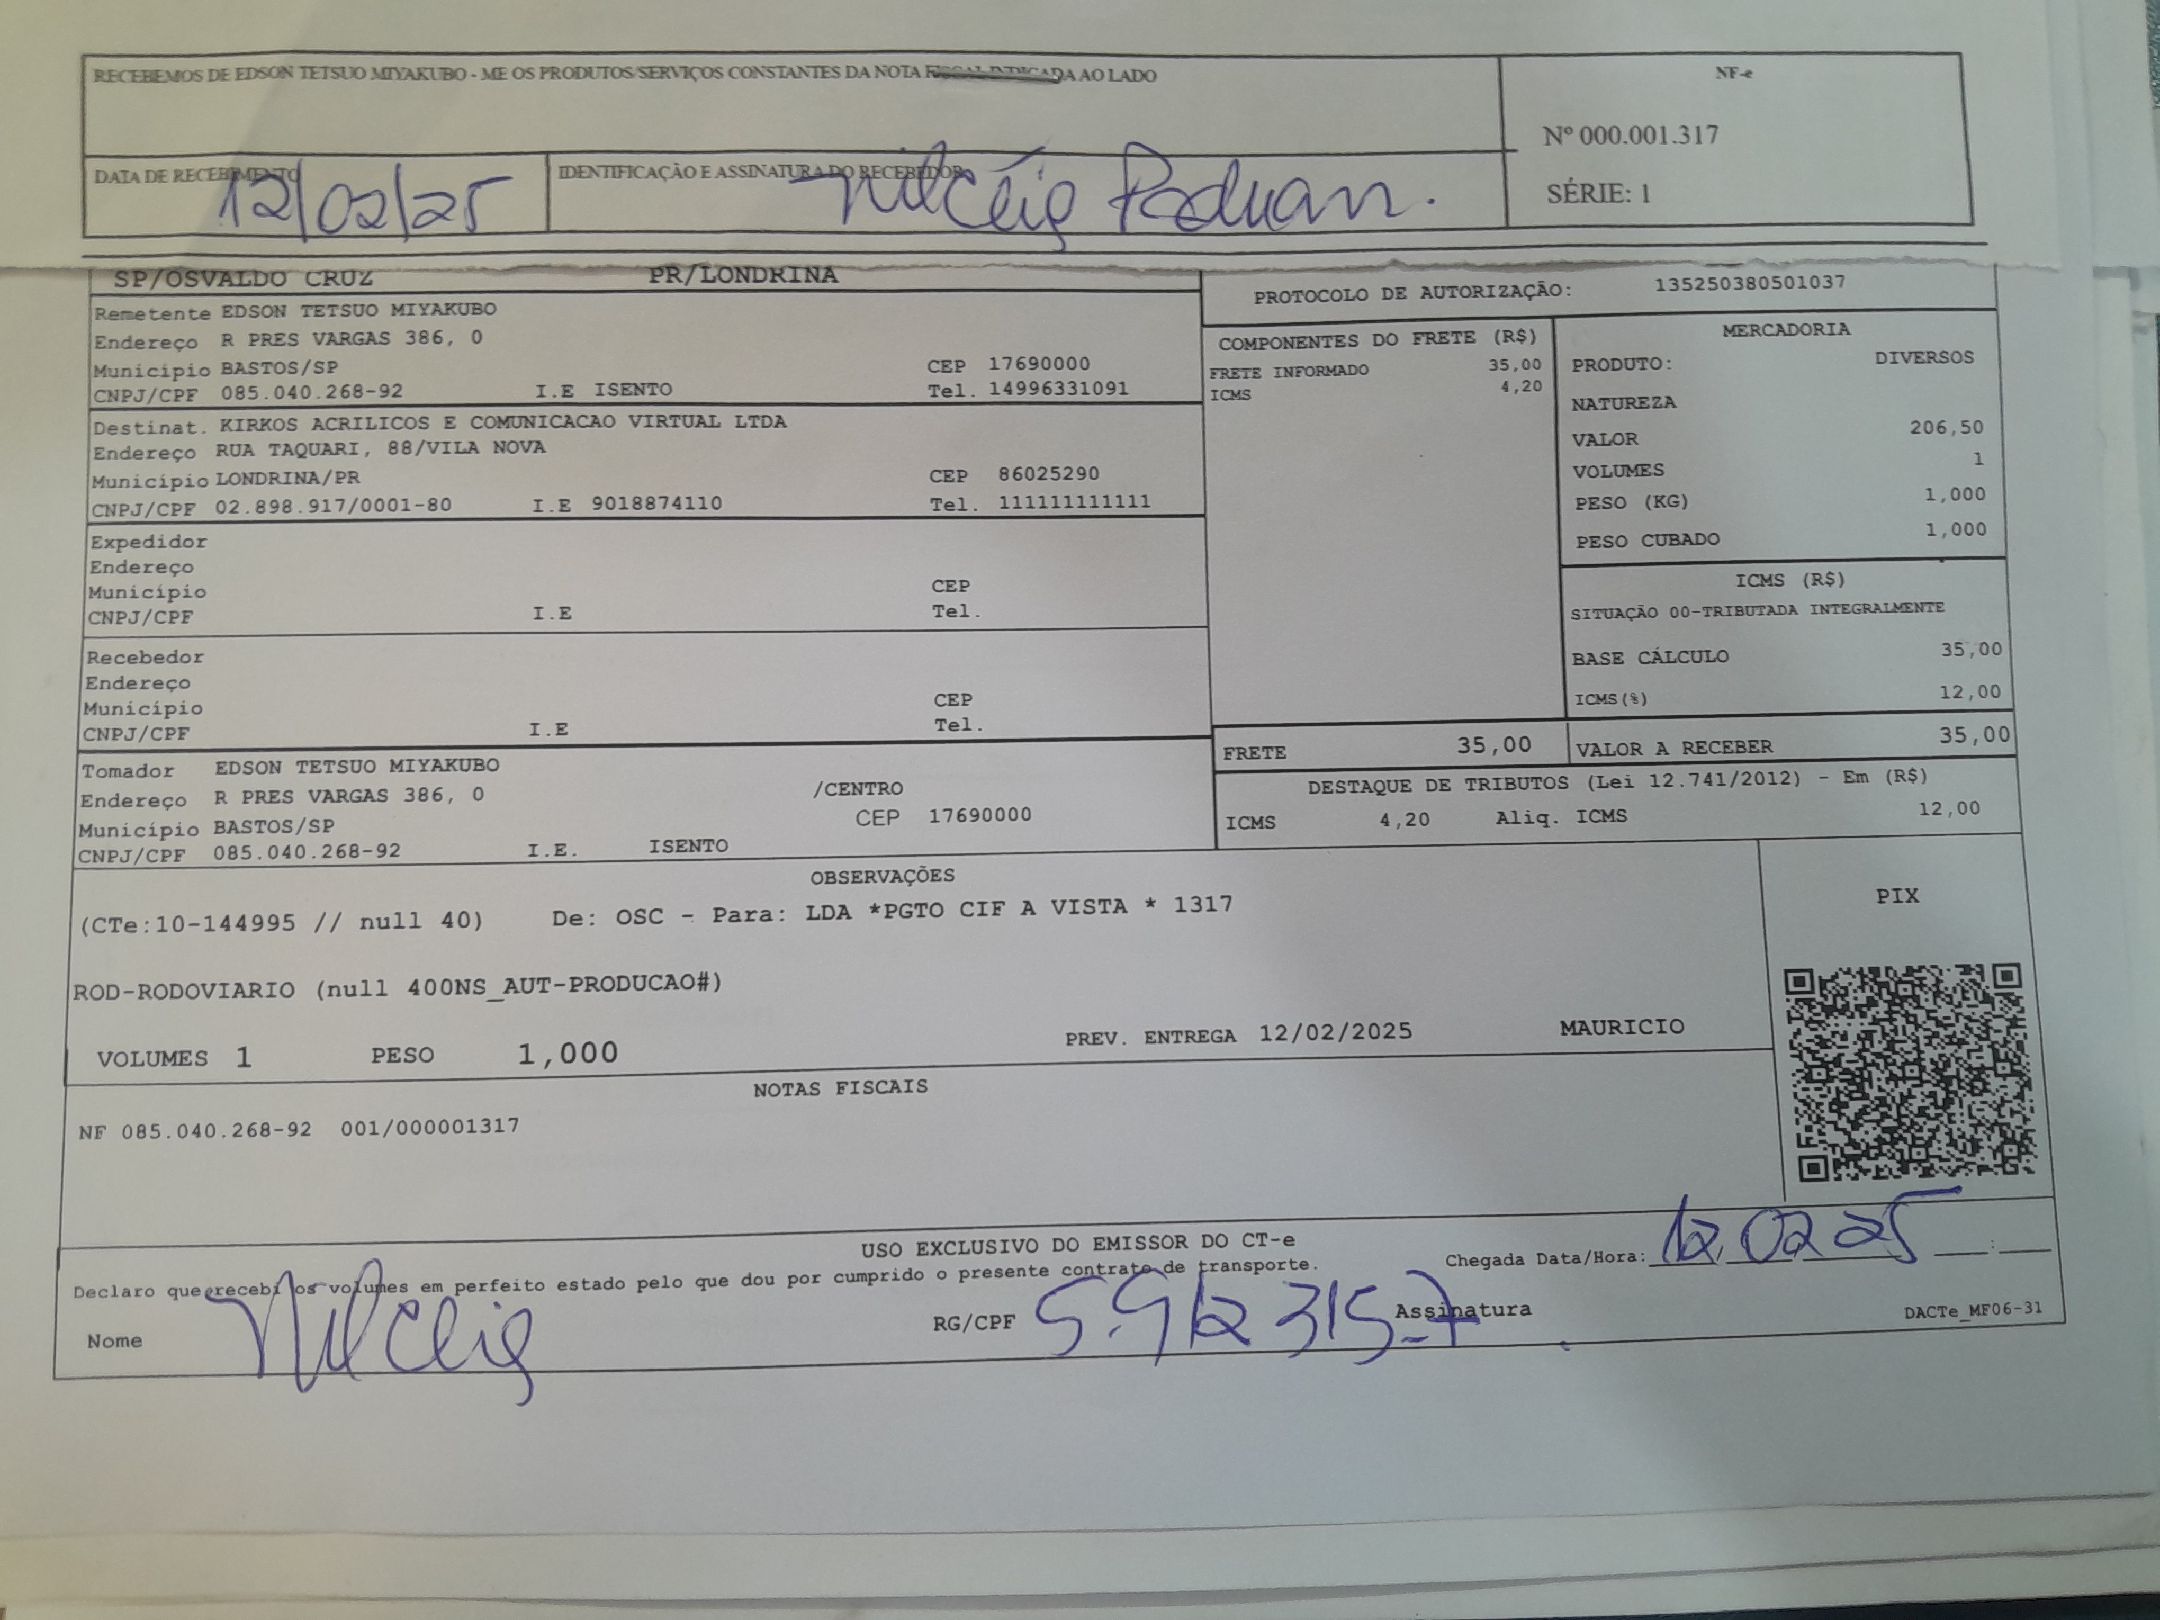 RECEBEMOS DE EDSON TETSUO MIYAKUBO - ME OS PRODUTOS/SERVIÇOS CONSTANTES DA NOTA FISCAL INDICADA AO LADO
NF-e
Nº 000.001.317
SÉRIE: 1
DATA DE RECEBIMENTO
12/02/25
IDENTIFICAÇÃO E ASSINATURA DO RECEBEDOR
SP/OSVALDO CRUZ PR/LONDRINA
PROTOCOLO DE AUTORIZAÇÃO: 135250380501037
Remetente EDSON TETSUO MIYAKUBO
Endereço R PRES VARGAS 386, 0
Municipio BASTOS/SP CEP 17690000
CNPJ/CPF 085.040.268-92 I.E ISENTO Tel. 14996331091
Destinat. KIRKOS ACRILICOS E COMUNICACAO VIRTUAL LTDA
Endereço RUA TAQUARI, 88/VILA NOVA
Município LONDRINA/PR CEP 86025290
CNPJ/CPF 02.898.917/0001-80 I.E 9018874110 Tel. 111111111111
Expedidor
Endereço
Município CEP
CNPJ/CPF I.E Tel.
Recebedor
Endereço
Município CEP
CNPJ/CPF I.E Tel.
Tomador EDSON TETSUO MIYAKUBO
Endereço R PRES VARGAS 386, 0 /CENTRO
Município BASTOS/SP CEP 17690000
CNPJ/CPF 085.040.268-92 I.E. ISENTO
COMPONENTES DO FRETE (R$)
FRETE INFORMADO 35,00
ICMS 4,20
MERCADORIA
PRODUTO: DIVERSOS
NATUREZA
VALOR 206,50
VOLUMES 1
PESO (KG) 1,000
PESO CUBADO 1,000
ICMS (R$)
SITUAÇÃO 00-TRIBUTADA INTEGRALMENTE
BASE CÁLCULO 35,00
ICMS(%) 12,00
FRETE 35,00 VALOR A RECEBER 35,00
DESTAQUE DE TRIBUTOS (Lei 12.741/2012) - Em (R$)
ICMS 4,20 Aliq. ICMS 12,00
OBSERVAÇÕES
(CTe:10-144995 // null 40) De: OSC - Para: LDA *PGTO CIF A VISTA * 1317
ROD-RODOVIARIO (null 400NS_AUT-PRODUCAO#)
VOLUMES 1 PESO 1,000 PREV. ENTREGA 12/02/2025 MAURICIO
PIX
NOTAS FISCAIS
NF 085.040.268-92 001/000001317
USO EXCLUSIVO DO EMISSOR DO CT-e
Chegada Data/Hora: 12.02 25 __:__
Declaro que recebi os volumes em perfeito estado pelo que dou por cumprido o presente contrato de transporte.
Nome RG/CPF 5.912 315-7 Assinatura
DACTe_MF06-31